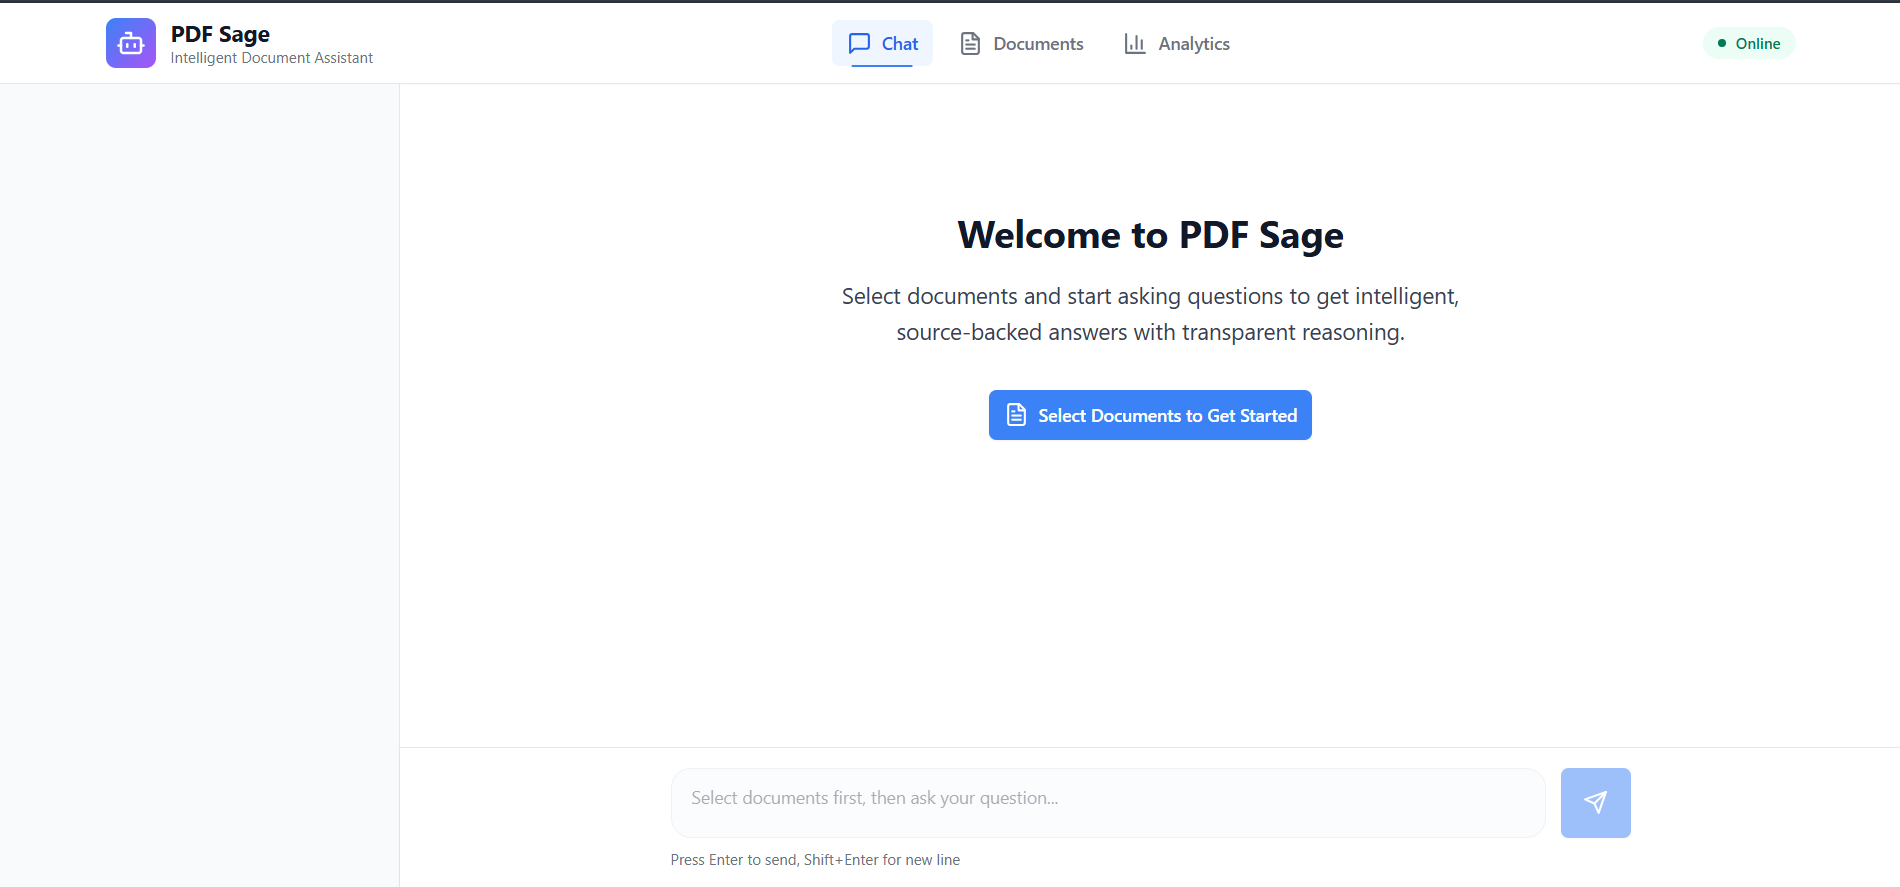 PDF Sage
Intelligent Document Assistant
Chat
Documents
Analytics
Online
Welcome to PDF Sage
Select documents and start asking questions to get intelligent,
source-backed answers with transparent reasoning.
Select Documents to Get Started
Select documents first, then ask your question...
Press Enter to send, Shift+Enter for new line